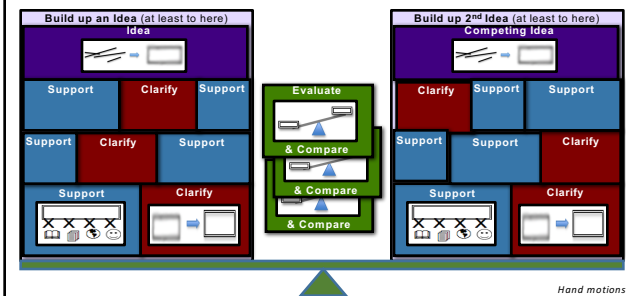 Build up an Idea (at least to here)
Idea
Support
Clarify
Support
Support
Clarify
Support
Support
Clarify
Evaluate
& Compare
& Compare
& Compare
Build up 2nd Idea (at least to here)
Competing Idea
Clarify
Support
Support
Support
Support
Clarify
Support
Clarify
Hand motions